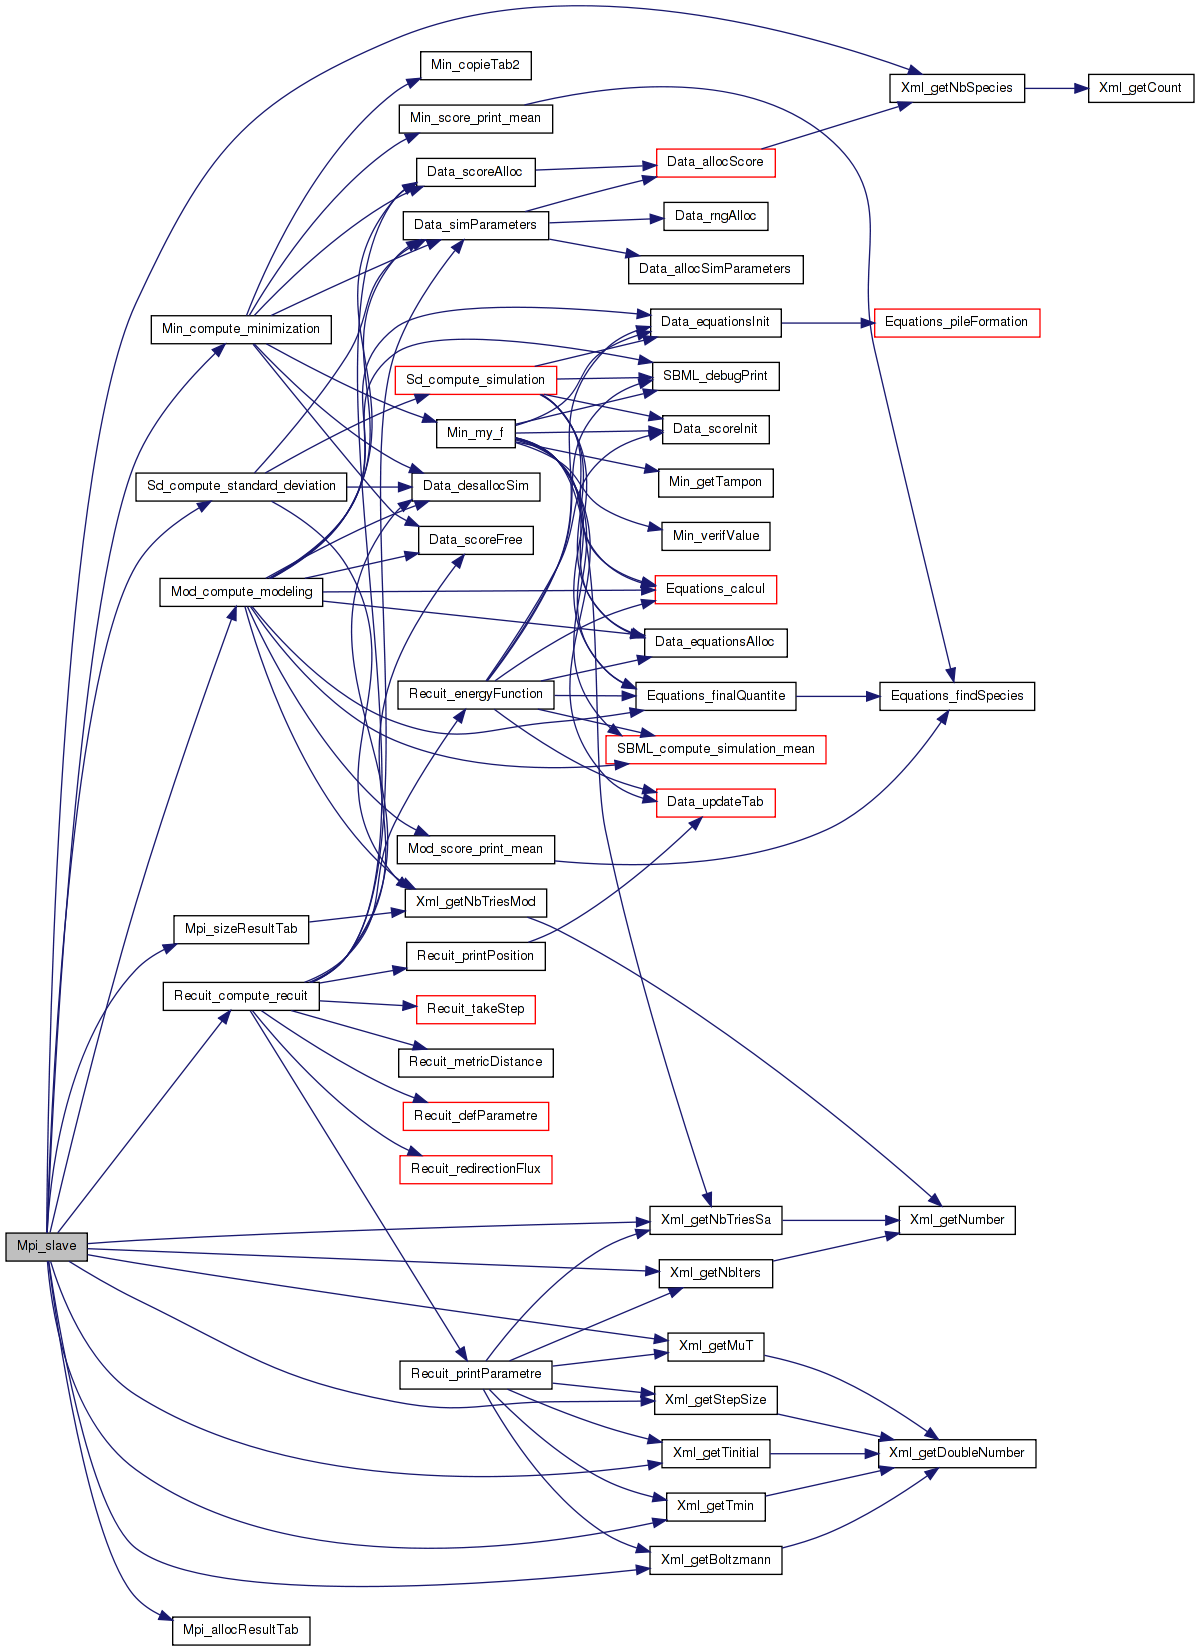 Min_copieTab2
Xml_getNbSpecies
Xml_getCount
Min_score_print_mean
Data_allocScore
Data_scoreAlloc
Data_rngAlloc
Data_simParameters
Data_allocSimParameters
Min_compute_minimization
Data_equationsInit
Equations_pileFormation
Sd_compute_simulation
SBML_debugPrint
Min_my_f
Data_scoreInit
Sd_compute_standard_deviation
Data_desallocSim
Min_getTampon
Data_scoreFree
Min_verifValue
Mod_compute_modeling
Equations_calcul
Data_equationsAlloc
Recuit_energyFunction
Equations_finalQuantite
Equations_findSpecies
SBML_compute_simulation_mean
Data_updateTab
Mod_score_print_mean
Xml_getNbTriesMod
Mpi_sizeResultTab
Recuit_printPosition
Recuit_compute_recuit
Recuit_takeStep
Recuit_metricDistance
Recuit_defParametre
Recuit_redirectionFlux
Xml_getNbTriesSa
Xml_getNumber
Mpi_slave
Xml_getNbIters
Xml_getMuT
Recuit_printParametre
Xml_getStepSize
Xml_getTinitial
Xml_getDoubleNumber
Xml_getTmin
Xml_getBoltzmann
Mpi_allocResultTab